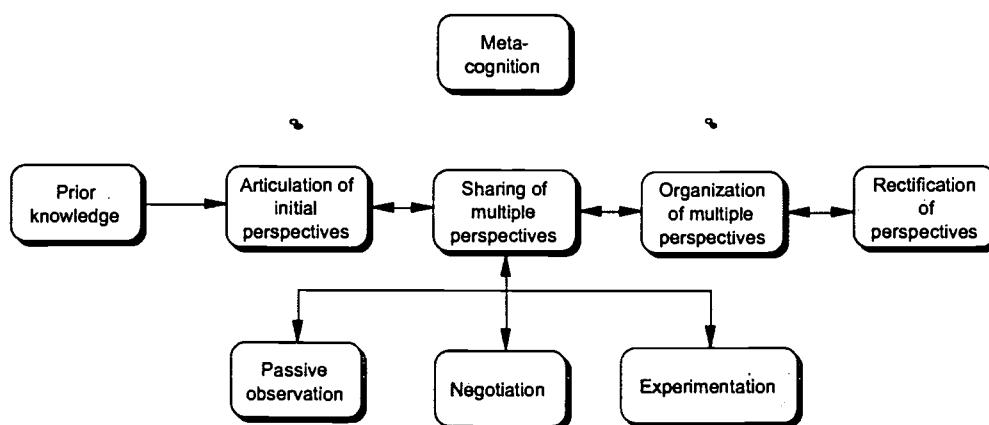 Meta-
cognition
Prior
knowledge
Articulation of
initial
perspectives
Sharing of
multiple
perspectives
Organization
of multiple
perspectives
Rectification
of
perspectives
Passive
observation
Negotiation
Experimentation